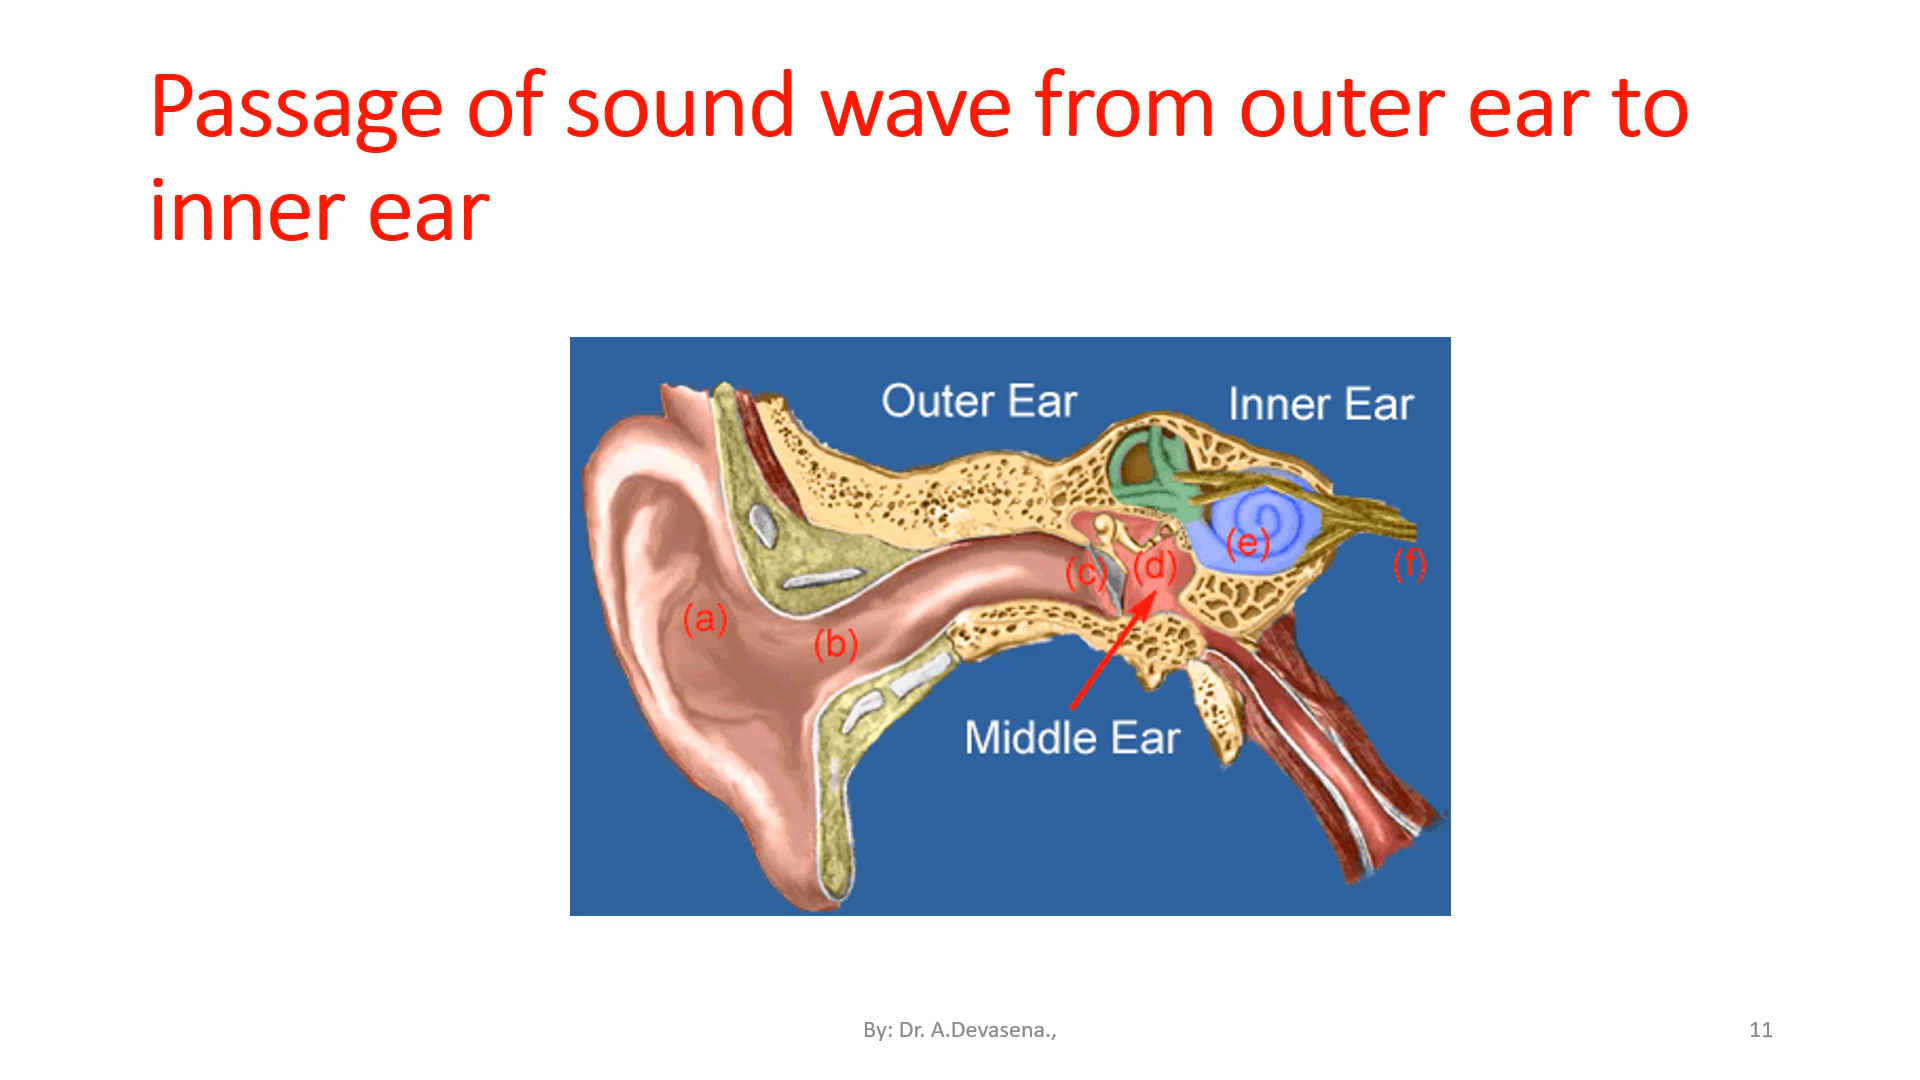 Passage of sound wave from outer ear to
inner ear
Outer Ear
Inner Ear
(a)
(b)
(c)
(d)
(e)
(f)
Middle Ear
By: Dr. A.Devasena.,
11